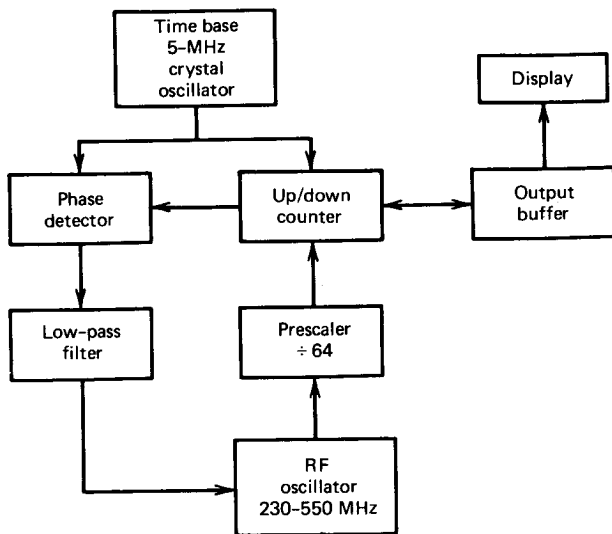 Time base
5-MHz
crystal
oscillator
Display
Phase
detector
Up/down
counter
Output
buffer
Low-pass
filter
Prescaler
÷ 64
RF
oscillator
230-550 MHz